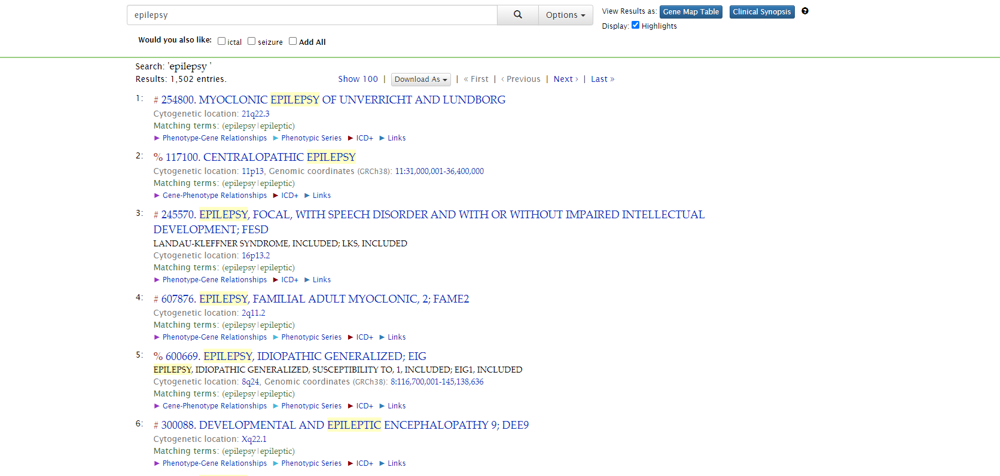 epilepsy
Options
View Results as: Gene Map Table Clinical Synopsis
Display: Highlights
Would you also like: ictal seizure Add All
Search: 'epilepsy '
Results: 1,502 entries.
Show 100 | Download As | « First | ‹ Previous | Next › | Last »
1: # 254800. MYOCLONIC EPILEPSY OF UNVERRICHT AND LUNDBORG
Cytogenetic location: 21q22.3
Matching terms: (epilepsy|epileptic)
► Phenotype-Gene Relationships ► Phenotypic Series ► ICD+ ► Links
2: % 117100. CENTRALOPATHIC EPILEPSY
Cytogenetic location: 11p13, Genomic coordinates (GRCh38): 11:31,000,001-36,400,000
Matching terms: (epilepsy|epileptic)
► Gene-Phenotype Relationships ► ICD+ ► Links
3: # 245570. EPILEPSY, FOCAL, WITH SPEECH DISORDER AND WITH OR WITHOUT IMPAIRED INTELLECTUAL
DEVELOPMENT; FESD
LANDAU-KLEFFNER SYNDROME, INCLUDED; LKS, INCLUDED
Cytogenetic location: 16p13.2
Matching terms: (epilepsy|epileptic)
► Phenotype-Gene Relationships ► ICD+ ► Links
4: # 607876. EPILEPSY, FAMILIAL ADULT MYOCLONIC, 2; FAME2
Cytogenetic location: 2q11.2
Matching terms: (epilepsy|epileptic)
► Phenotype-Gene Relationships ► Phenotypic Series ► ICD+ ► Links
5: % 600669. EPILEPSY, IDIOPATHIC GENERALIZED; EIG
EPILEPSY, IDIOPATHIC GENERALIZED, SUSCEPTIBILITY TO, 1, INCLUDED; EIG1, INCLUDED
Cytogenetic location: 8q24, Genomic coordinates (GRCh38): 8:116,700,001-145,138,636
Matching terms: (epilepsy|epileptic)
► Gene-Phenotype Relationships ► Phenotypic Series ► ICD+ ► Links
6: # 300088. DEVELOPMENTAL AND EPILEPTIC ENCEPHALOPATHY 9; DEE9
Cytogenetic location: Xq22.1
Matching terms: (epilepsy|epileptic)
► Phenotype-Gene Relationships ► Phenotypic Series ► ICD+ ► Links